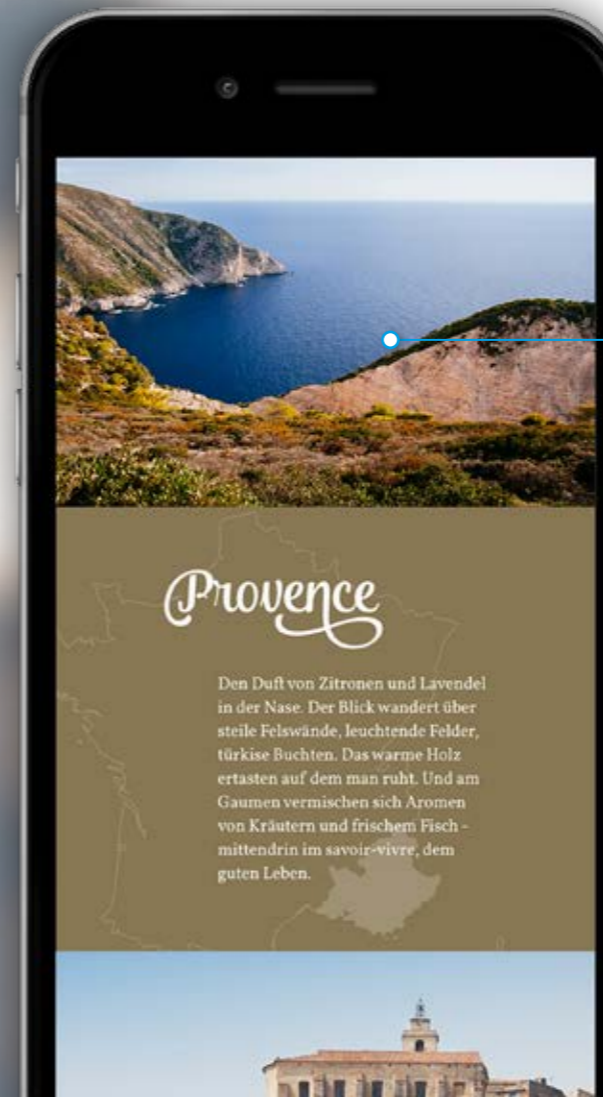 Provence
Den Duft von Zitronen und Lavendel
in der Nase. Der Blick wandert über
steile Felswände, leuchtende Felder,
türkise Buchten. Das warme Holz
ertasten auf dem man ruht. Und am
Gaumen vermischen sich Aromen
von Kräutern und frischem Fisch -
mittendrin im savoir-vivre, dem
guten Leben.